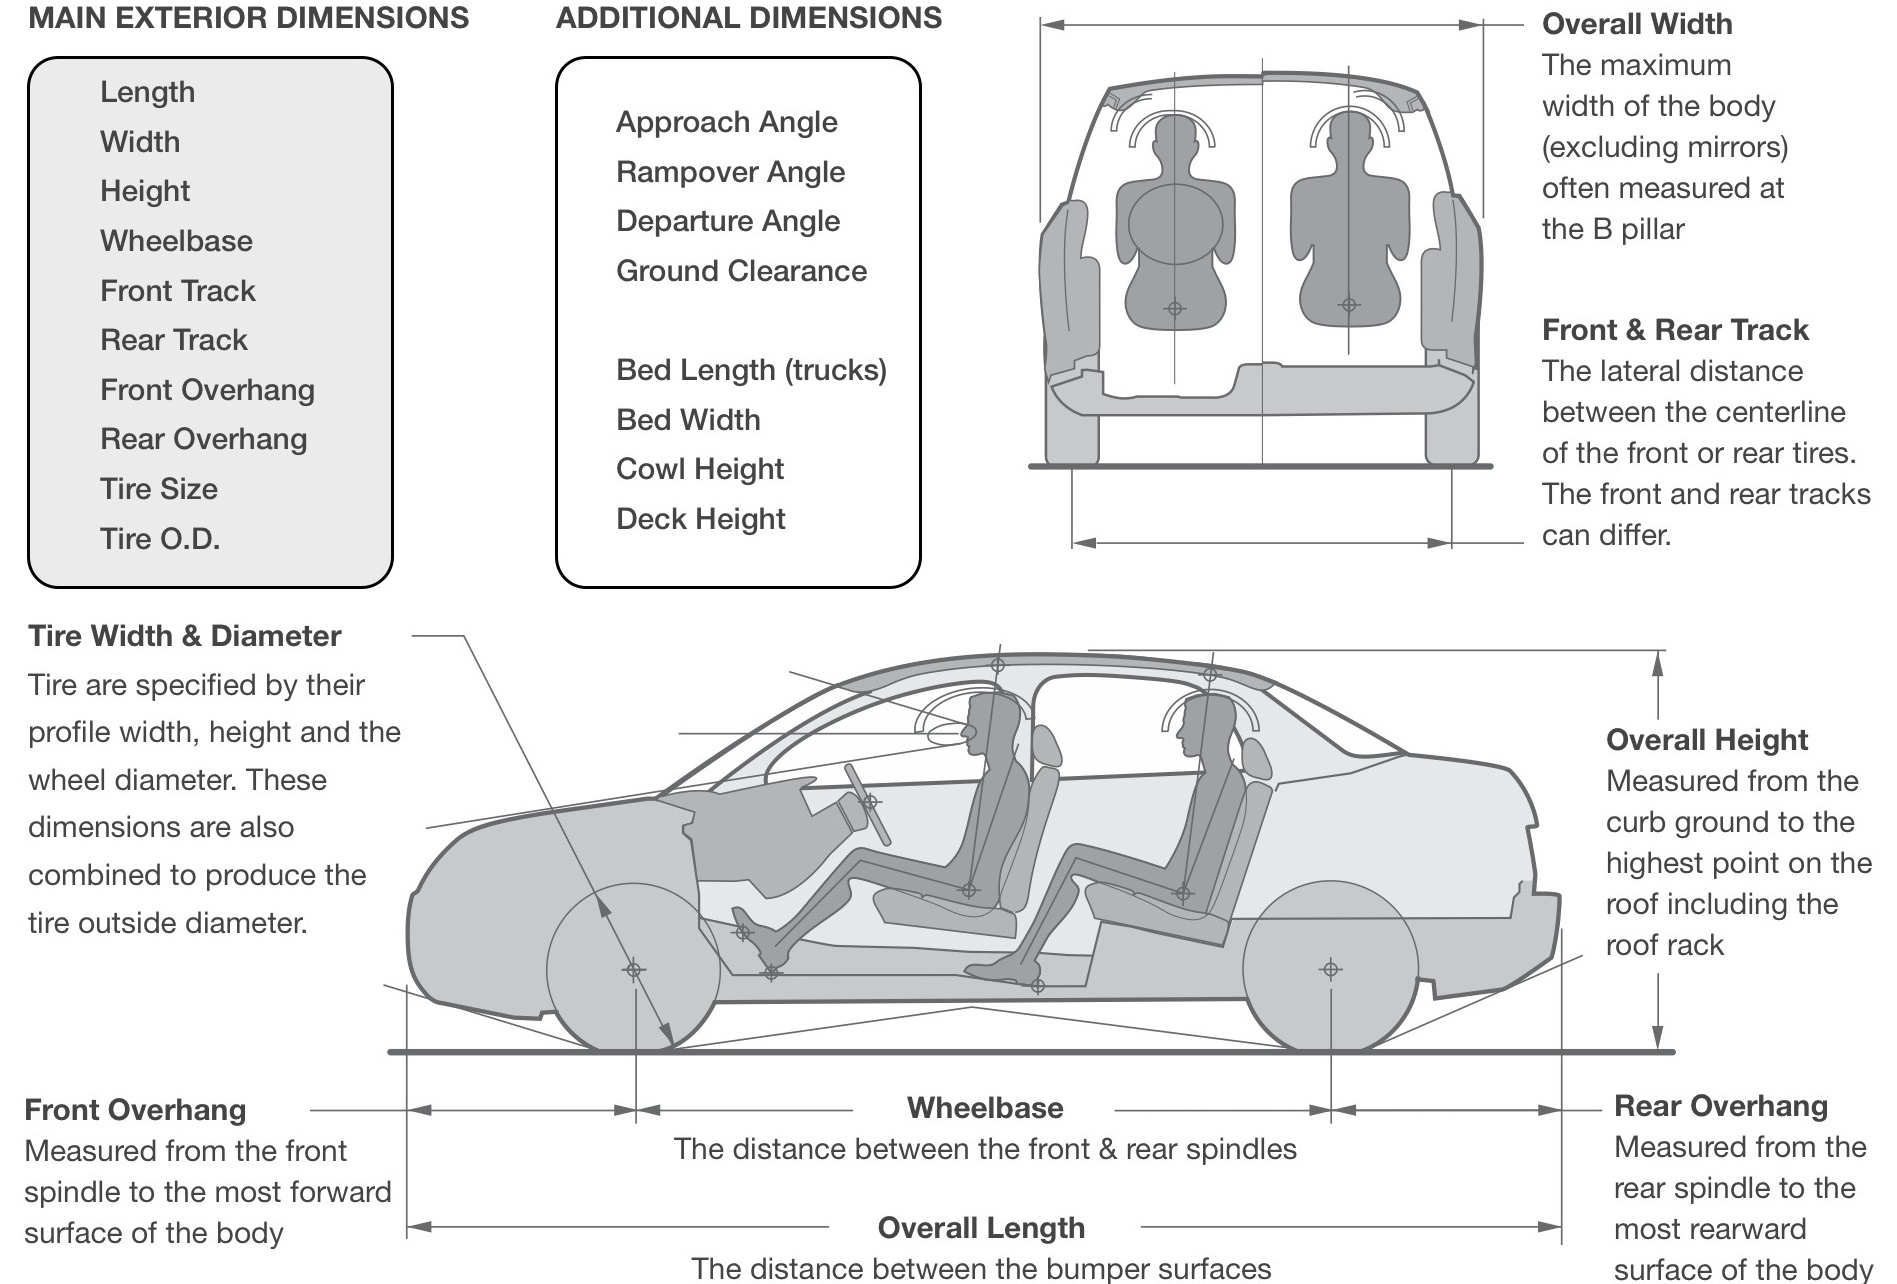 MAIN EXTERIOR DIMENSIONS
Length
Width
Height
Wheelbase
Front Track
Rear Track
Front Overhang
Rear Overhang
Tire Size
Tire O.D.
ADDITIONAL DIMENSIONS
Approach Angle
Rampover Angle
Departure Angle
Ground Clearance
Bed Length (trucks)
Bed Width
Cowl Height
Deck Height
Overall Width
The maximum
width of the body
(excluding mirrors)
often measured at
the B pillar
Front & Rear Track
The lateral distance
between the centerline
of the front or rear tires.
The front and rear tracks
can differ.
Tire Width & Diameter
Tire are specified by their
profile width, height and the
wheel diameter. These
dimensions are also
combined to produce the
tire outside diameter.
Overall Height
Measured from the
curb ground to the
highest point on the
roof including the
roof rack
Front Overhang
Measured from the front
spindle to the most forward
surface of the body
Wheelbase
The distance between the front & rear spindles
Overall Length
The distance between the bumper surfaces
Rear Overhang
Measured from the
rear spindle to the
most rearward
surface of the body